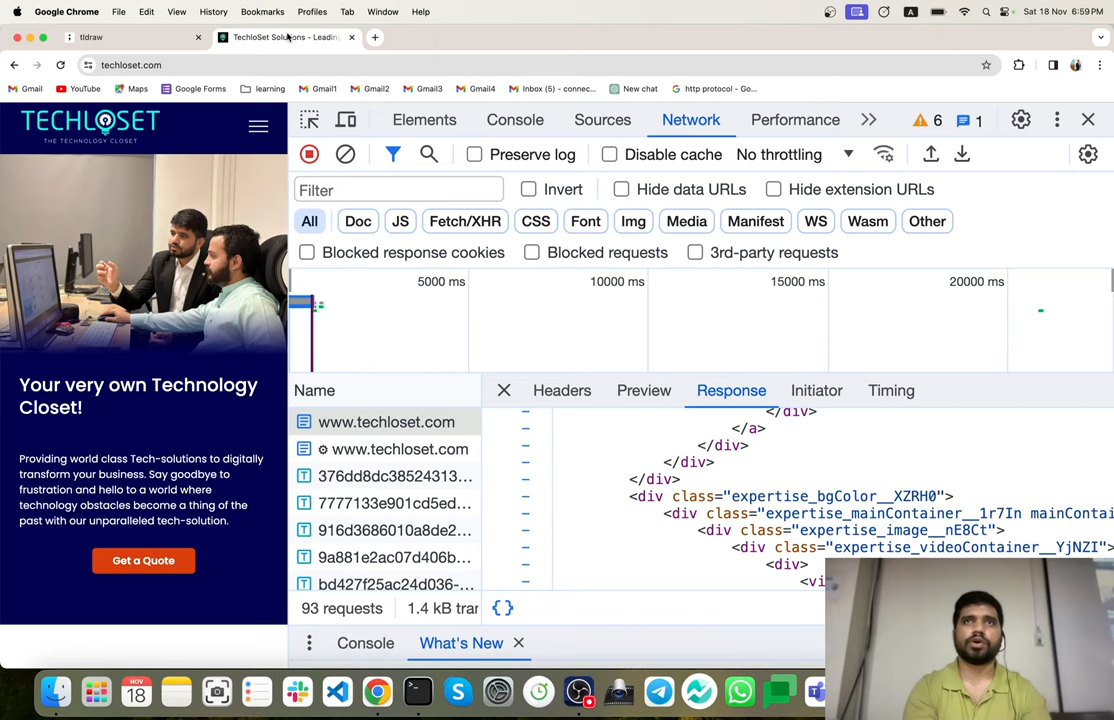 Google Chrome File Edit View History Bookmarks Profiles Tab Window Help A Sat 18 Nov 6:59 PM
tldraw TechloSet Solutions - Leading
techloset.com
Gmail YouTube Maps Google Forms learning Gmail1 Gmail2 Gmail3 Gmail4 Inbox (5) - connec... New chat http protocol - Go...
TECHLOSET
THE TECHNOLOGY CLOSET
Your very own Technology
Closet!
Providing world class Tech-solutions to digitally
transform your business. Say goodbye to
frustration and hello to a world where
technology obstacles become a thing of the
past with our unparalleled tech-solution.
Get a Quote
Elements Console Sources Network Performance 6 1
Preserve log Disable cache No throttling
Filter Invert Hide data URLs Hide extension URLs
All Doc JS Fetch/XHR CSS Font Img Media Manifest WS Wasm Other
Blocked response cookies Blocked requests 3rd-party requests
5000 ms 10000 ms 15000 ms 20000 ms
Name Headers Preview Response Initiator Timing
www.techloset.com
www.techloset.com
376dd8dc38524313...
7777133e901cd5ed...
916d3686010a8de2...
9a881e2ac07d406b...
bd427f25ac24d036-...
- </div>
- </a>
- </div>
- </div>
- </div>
- <div class="expertise_bgColor__XZRH0">
- <div class="expertise_mainContainer__1r7In mainContai
- <div class="expertise_image__nE8Ct">
- <div class="expertise_videoContainer__YjNZI">
- <div>
- <vi
93 requests 1.4 kB tran {}
Console What's New
NOV
18